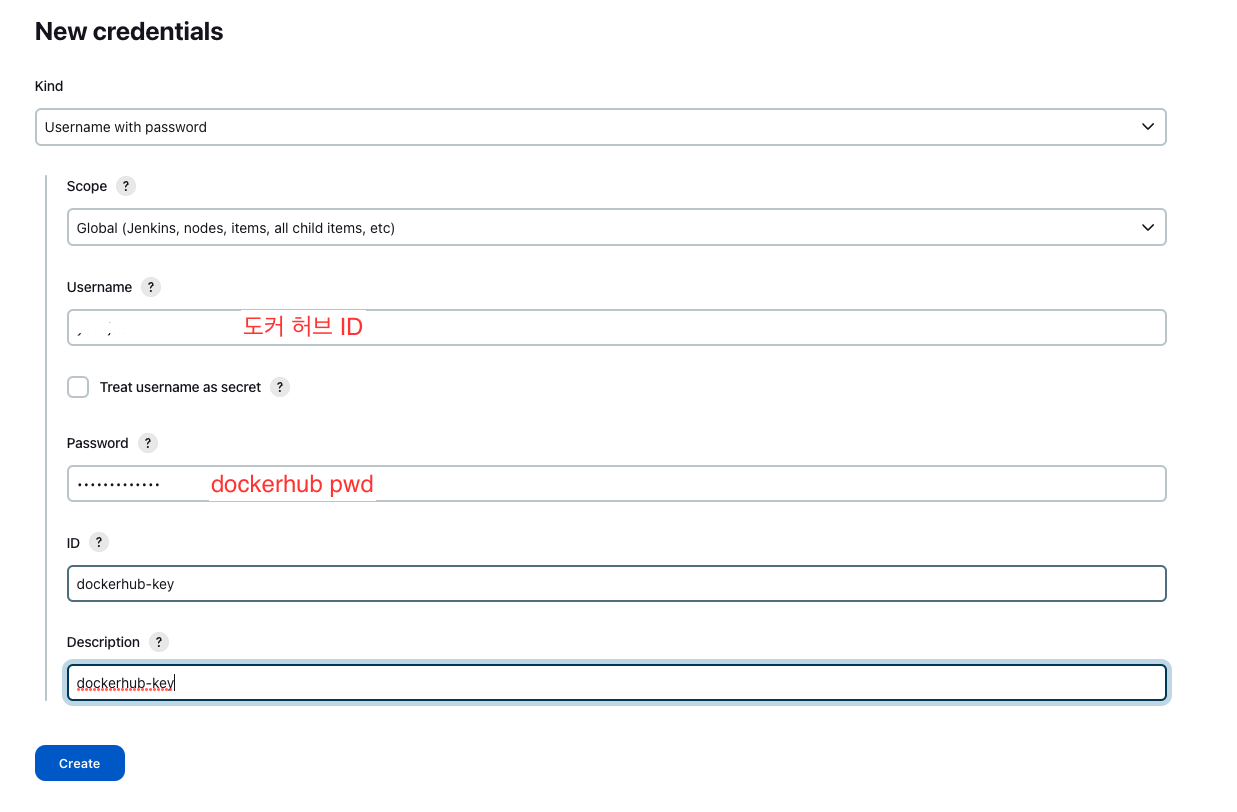 New credentials
Kind
Username with password
Scope ?
Global (Jenkins, nodes, items, all child items, etc)
Username ?
도커 허브 ID
Treat username as secret ?
Password ?
············· dockerhub pwd
ID ?
dockerhub-key
Description ?
dockerhub-key
Create